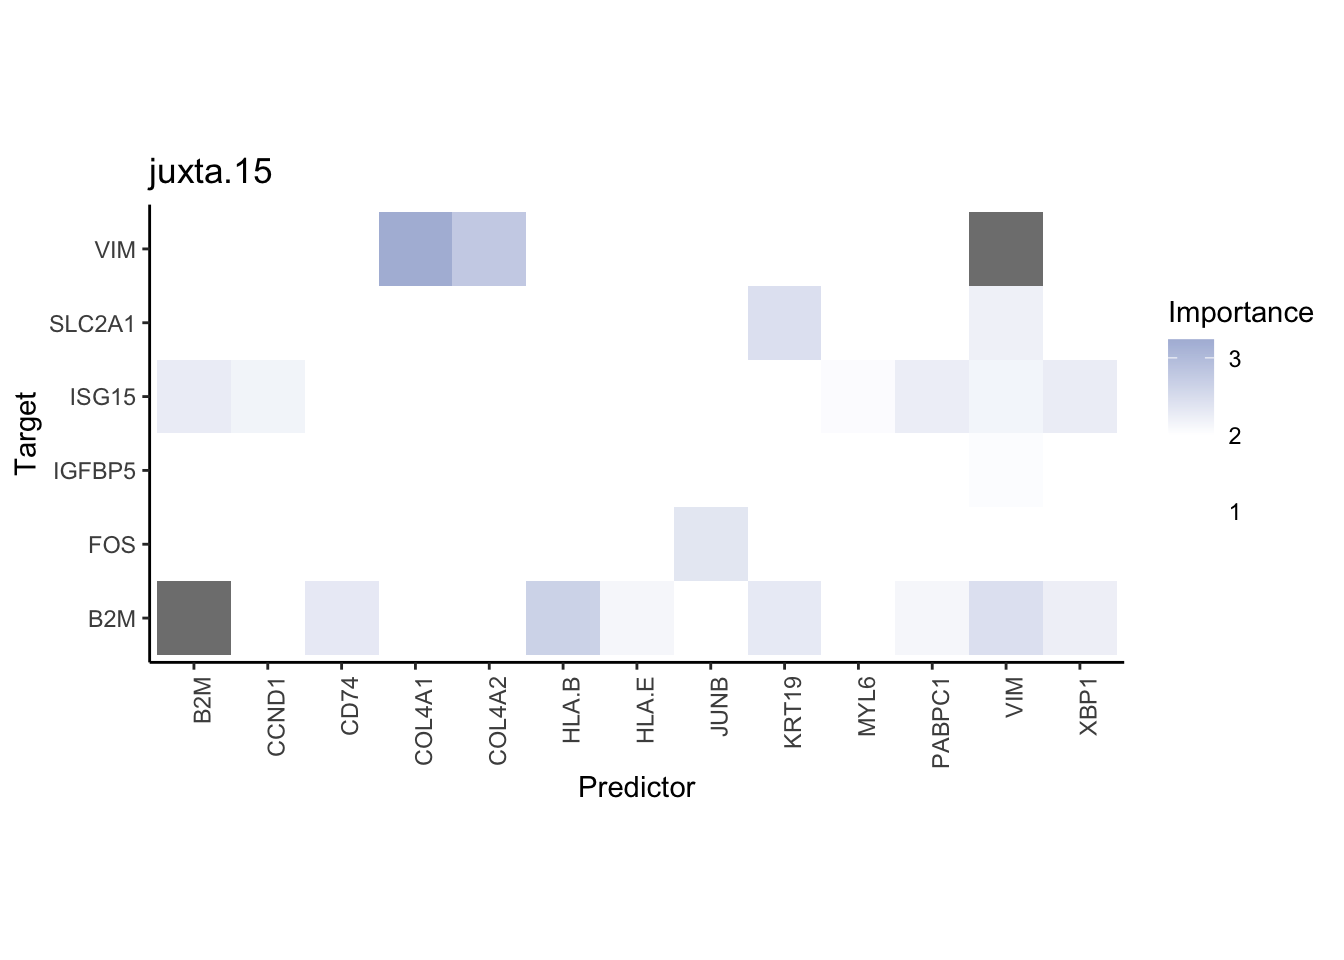 juxta.15
Target
VIM
SLC2A1
ISG15
IGFBP5
FOS
B2M
B2M
CCND1
CD74
COL4A1
COL4A2
HLA.B
HLA.E
JUNB
KRT19
MYL6
PABPC1
VIM
XBP1
Predictor
Importance
3
2
1